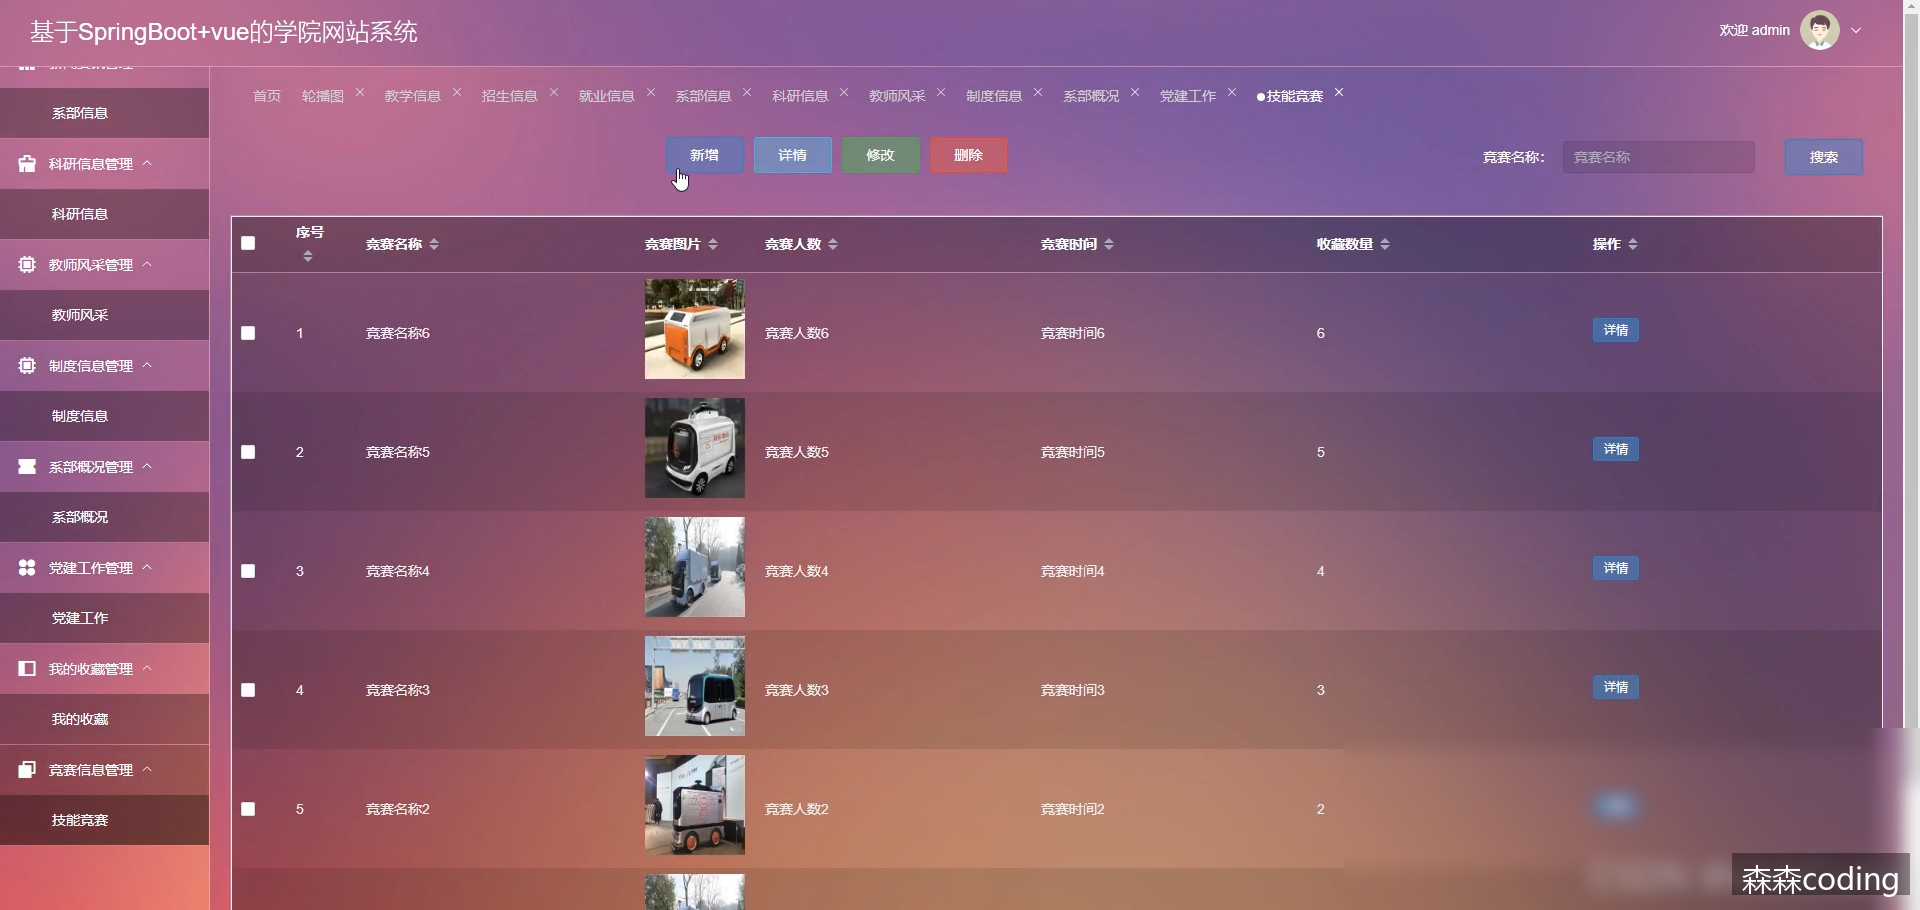 基于SpringBoot+vue的学院网站系统
欢迎 admin
系部信息
科研信息管理
科研信息
教师风采管理
教师风采
制度信息管理
制度信息
系部概况管理
系部概况
党建工作管理
党建工作
我的收藏管理
我的收藏
竞赛信息管理
技能竞赛
首页 轮播图 教学信息 招生信息 就业信息 系部信息 科研信息 教师风采 制度信息 系部概况 党建工作 技能竞赛
新增 详情 修改 删除
竞赛名称： 竞赛名称 搜索
序号 竞赛名称 竞赛图片 竞赛人数 竞赛时间 收藏数量 操作
1 竞赛名称6 竞赛人数6 竞赛时间6 6 详情
2 竞赛名称5 竞赛人数5 竞赛时间5 5 详情
3 竞赛名称4 竞赛人数4 竞赛时间4 4 详情
4 竞赛名称3 竞赛人数3 竞赛时间3 3 详情
5 竞赛名称2 竞赛人数2 竞赛时间2 2
森森coding